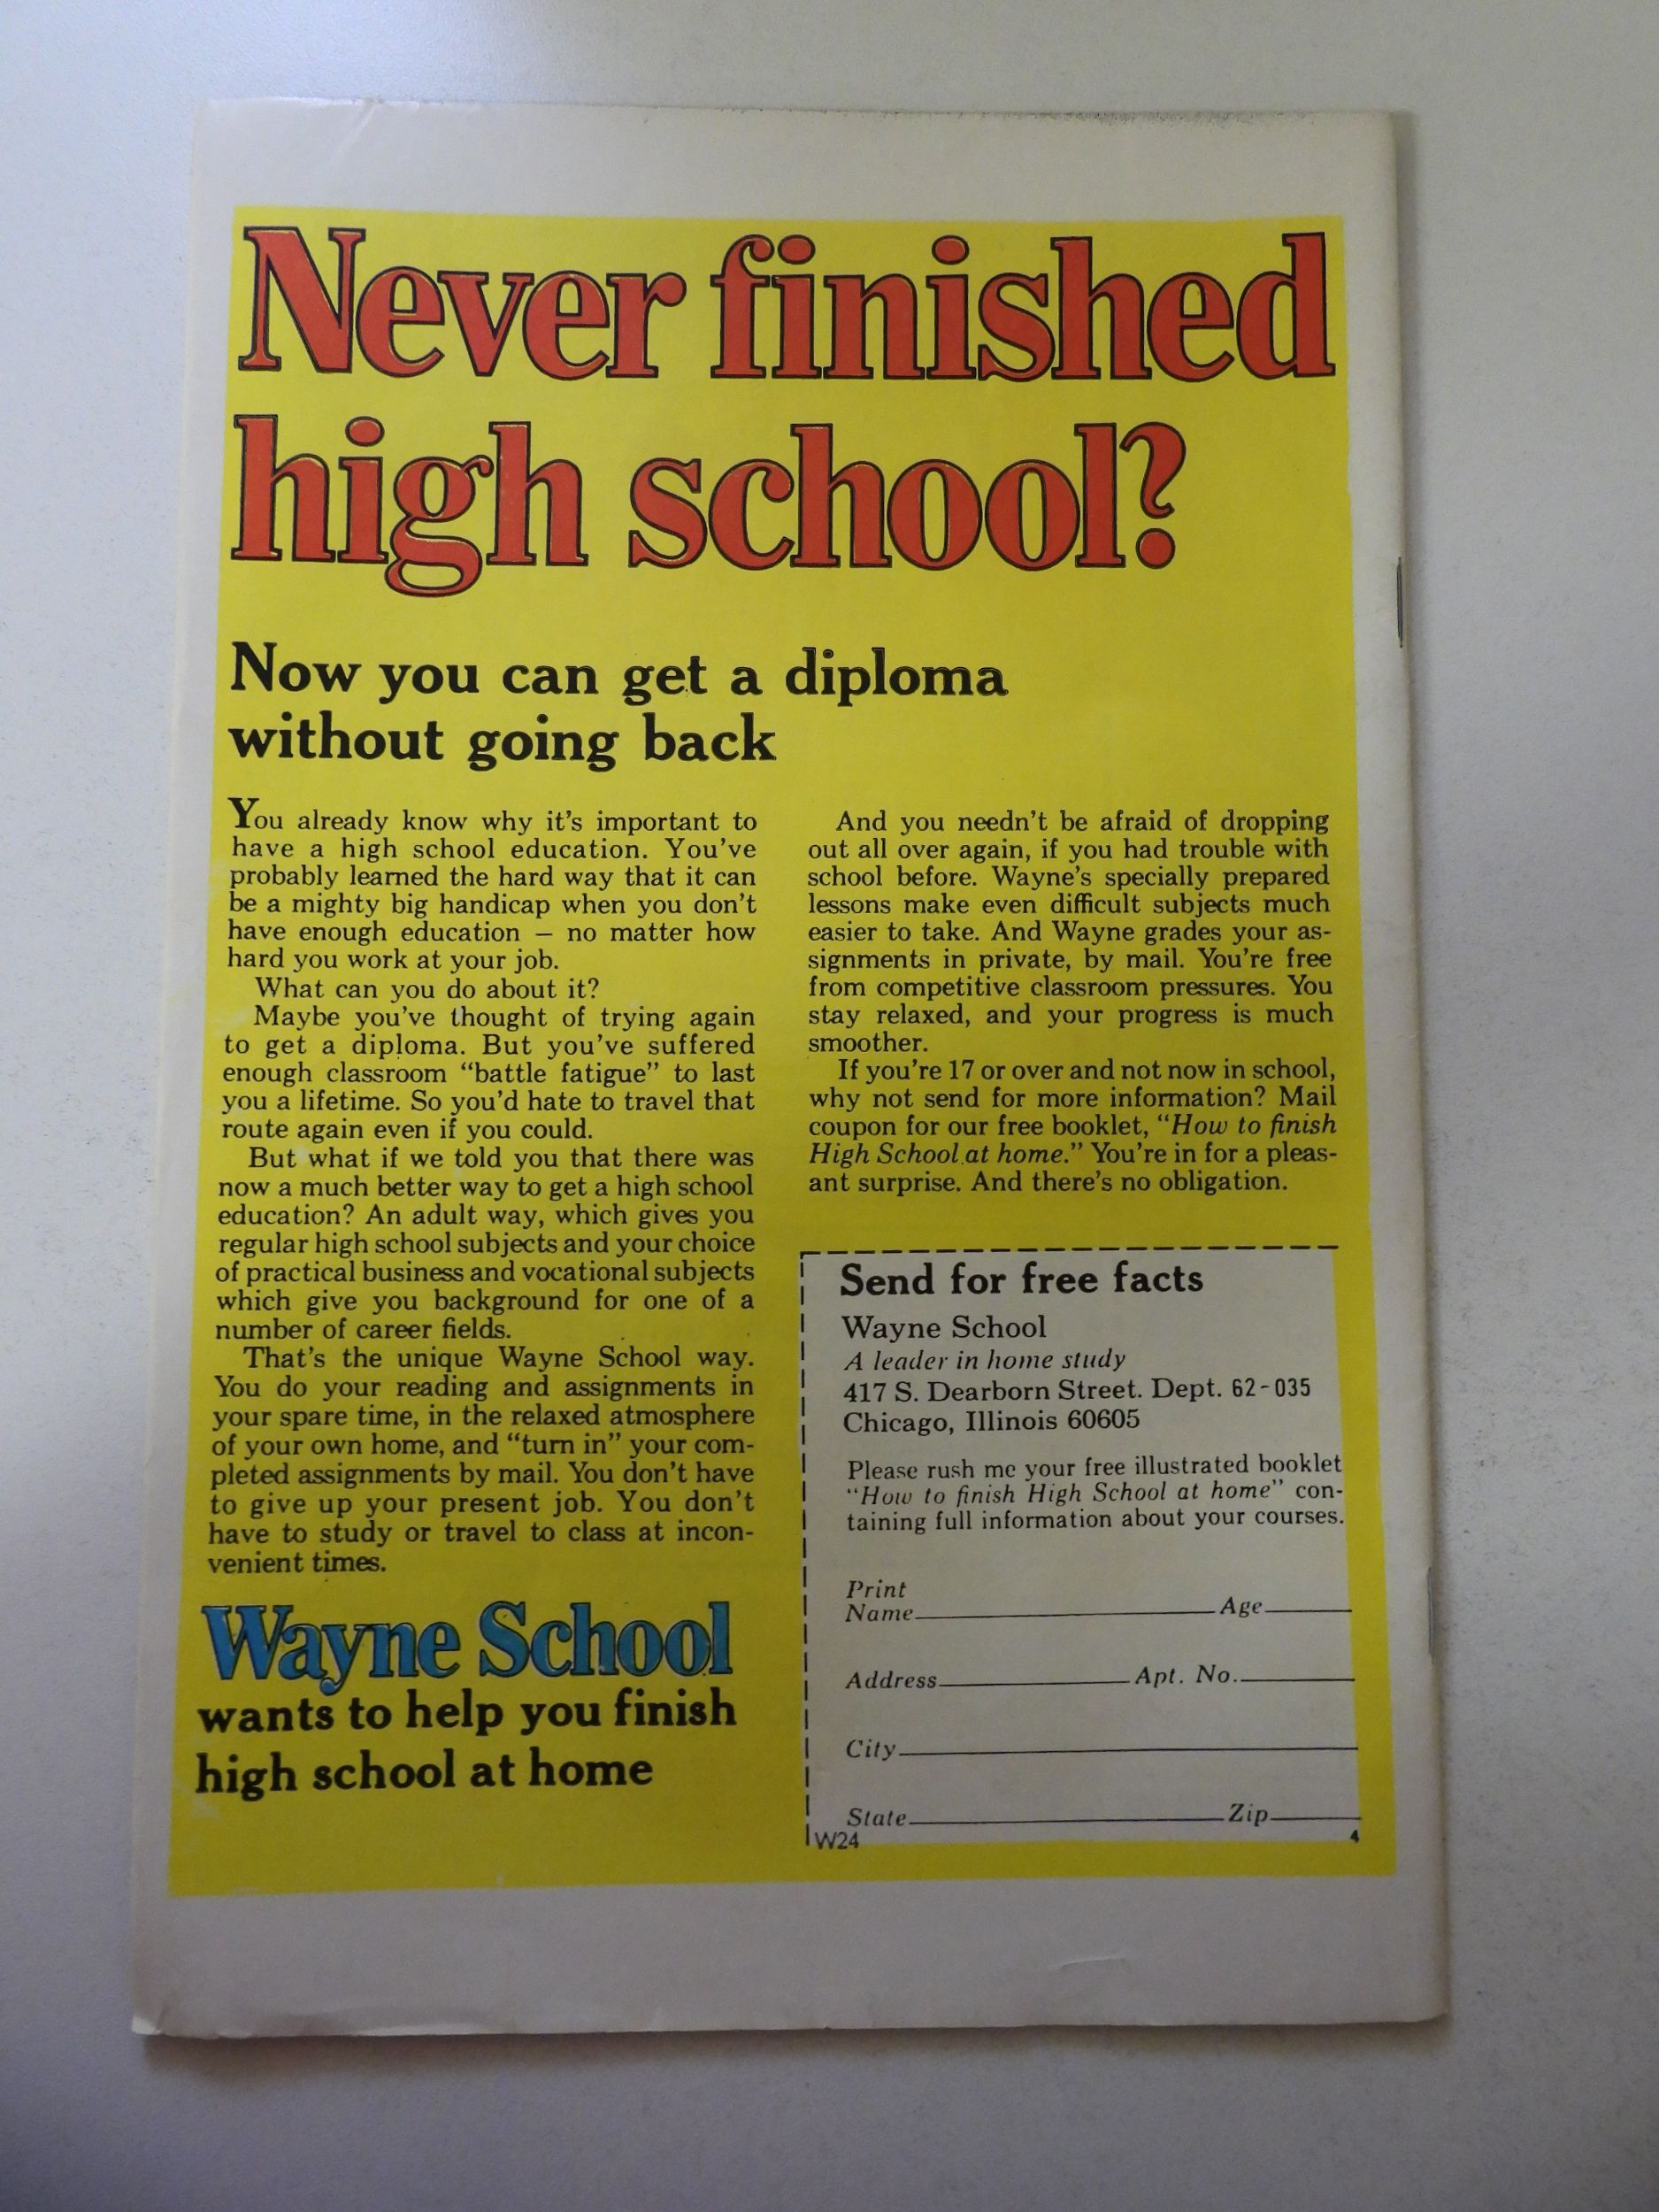 Never finished
high school?
Now you can get a diploma
without going back
You already know why it's important to
have a high school education. You've
probably learned the hard way that it can
be a mighty big handicap when you don't
have enough education — no matter how
hard you work at your job.
What can you do about it?
Maybe you've thought of trying again
to get a diploma. But you've suffered
enough classroom “battle fatigue” to last
you a lifetime. So you'd hate to travel that
route again even if you could.
But what if we told you that there was
now a much better way to get a high school
education? An adult way, which gives you
regular high school subjects and your choice
of practical business and vocational subjects
which give you background for one of a
number of career fields.
That's the unique Wayne School way.
You do your reading and assignments in
your spare time, in the relaxed atmosphere
of your own home, and “turn in” your com-
pleted assignments by mail. You don't have
to give up your present job. You don't
have to study or travel to class at incon-
venient times.
Wayne School
wants to help you finish
high school at home
And you needn't be afraid of dropping
out all over again, if you had trouble with
school before. Wayne's specially prepared
lessons make even difficult subjects much
easier to take. And Wayne grades your as-
signments in private, by mail. You're free
from competitive classroom pressures. You
stay relaxed, and your progress is much
smoother.
If you're 17 or over and not now in school,
why not send for more information? Mail
coupon for our free booklet, “How to finish
High School at home.” You're in for a pleas-
ant surprise. And there's no obligation.
Send for free facts
Wayne School
A leader in home study
417 S. Dearborn Street. Dept. 62-035
Chicago, Illinois 60605
Please rush me your free illustrated booklet
“How to finish High School at home” con-
taining full information about your courses.
Print
Name Age
Address Apt. No.
City
State Zip
W24 4